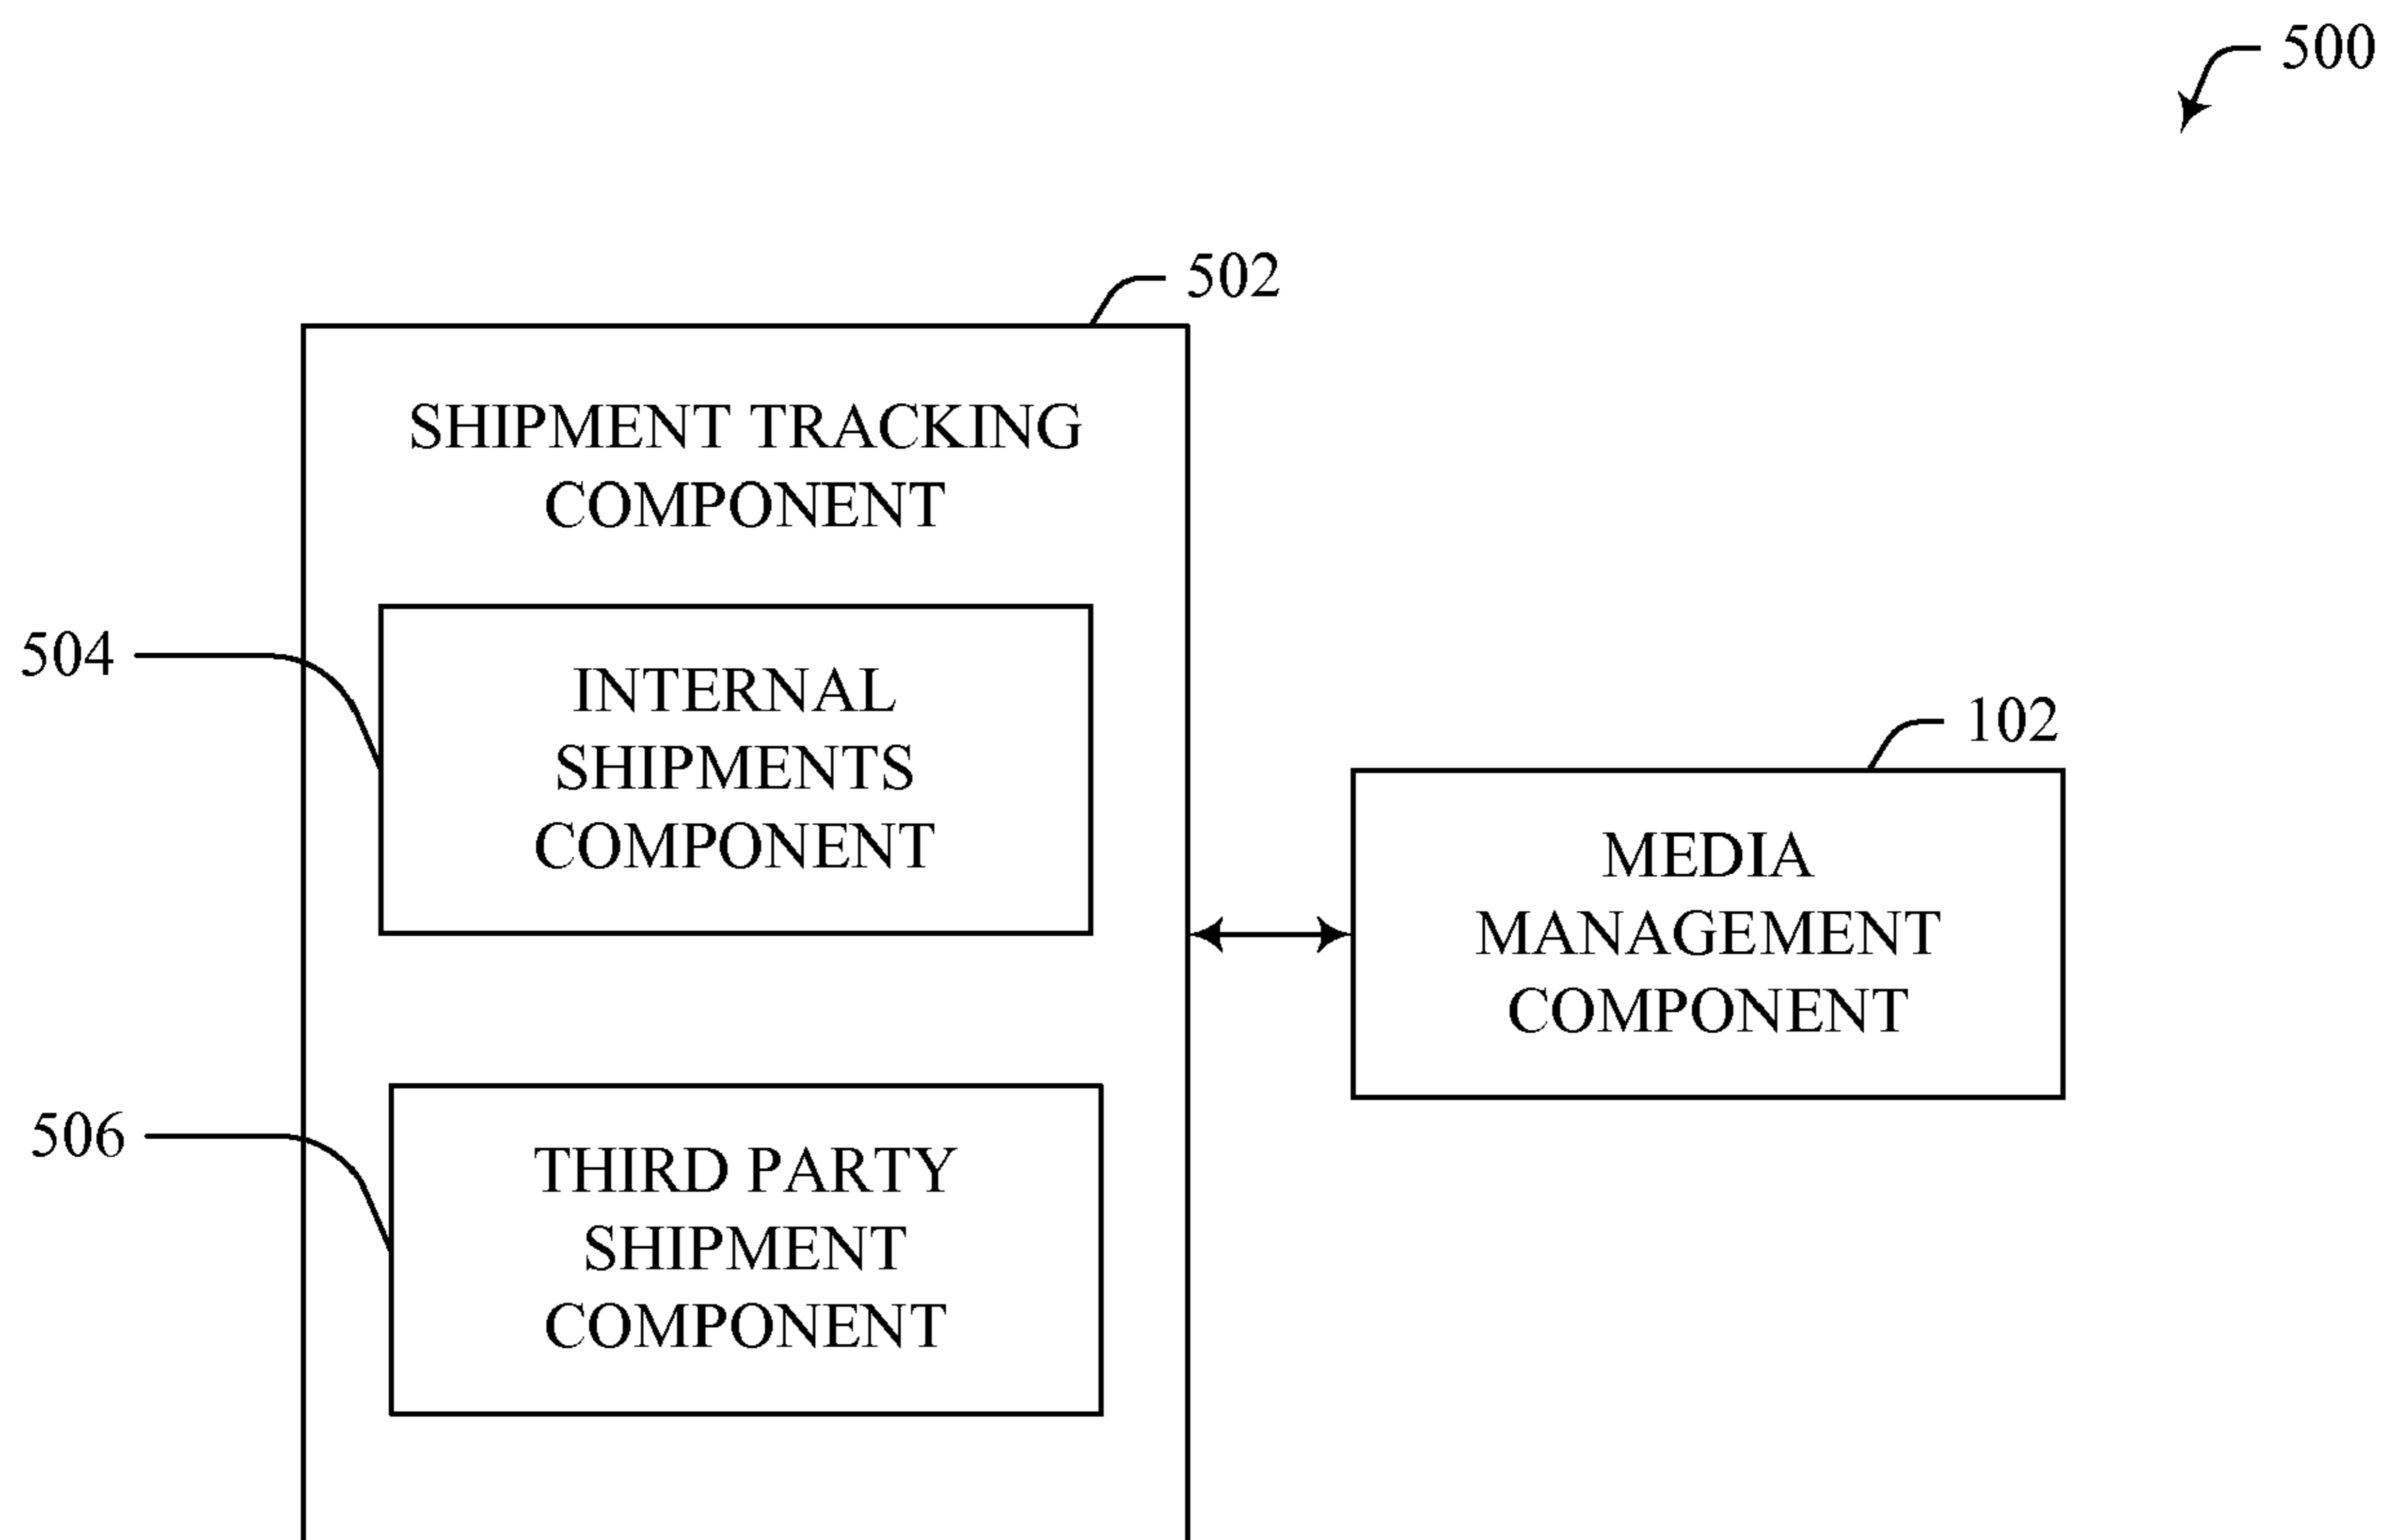 500
502
SHIPMENT TRACKING
COMPONENT
504
INTERNAL
SHIPMENTS
COMPONENT
102
MEDIA
MANAGEMENT
COMPONENT
506
THIRD PARTY
SHIPMENT
COMPONENT